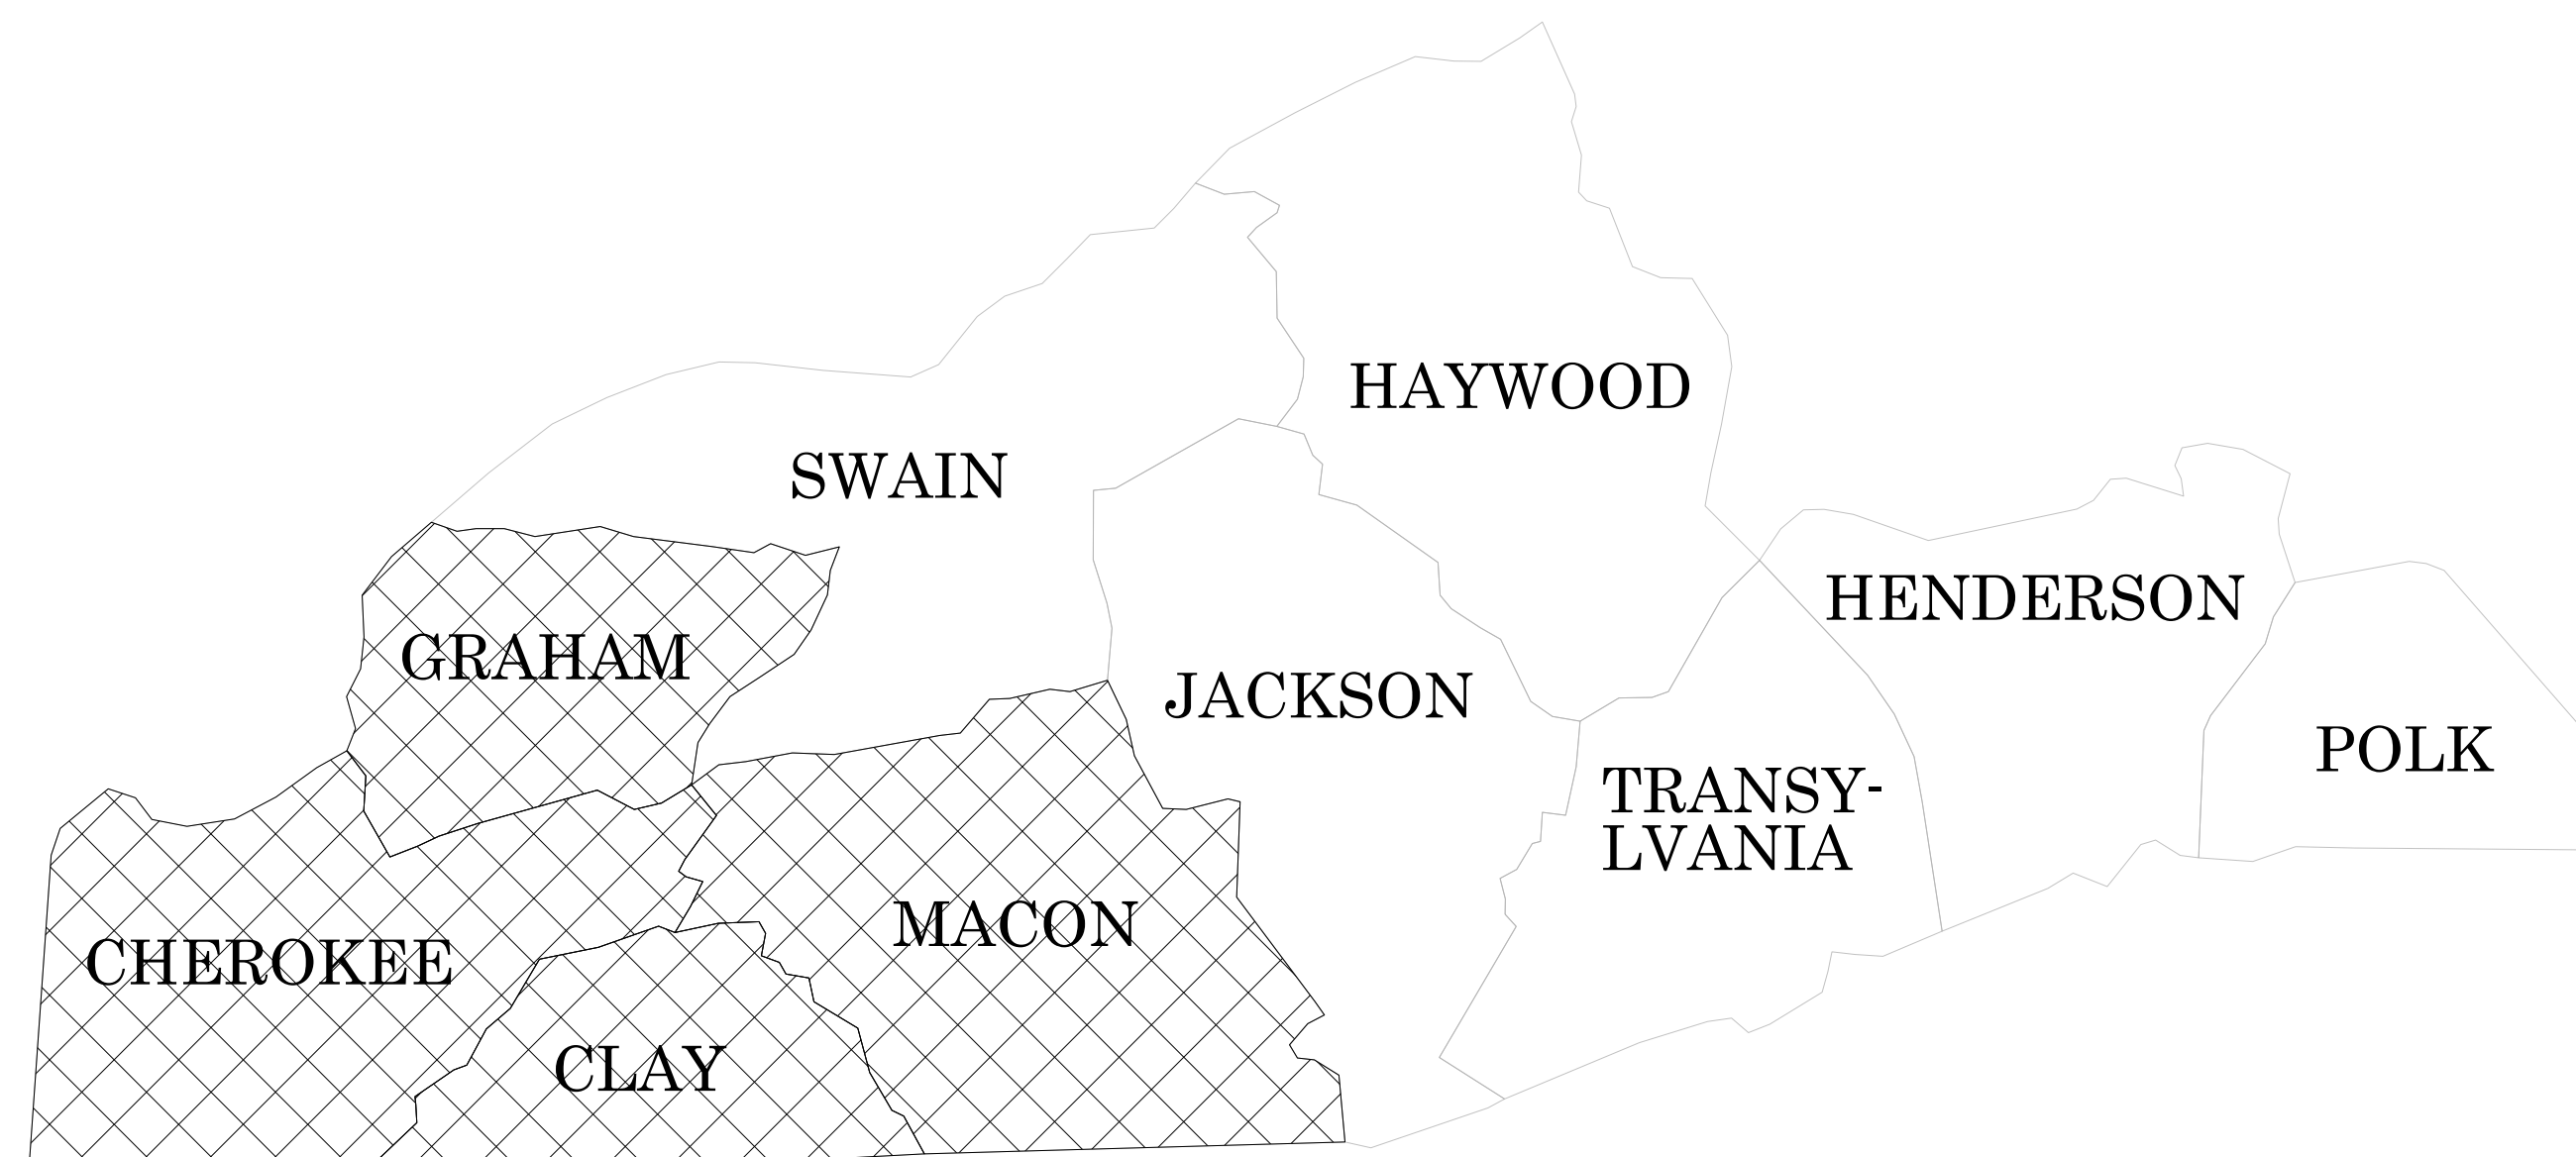 HAYWOOD
SWAIN
HENDERSON
GRAHAM
JACKSON
POLK
TRANSY-
LVANIA
MACON
CHEROKEE
CLAY